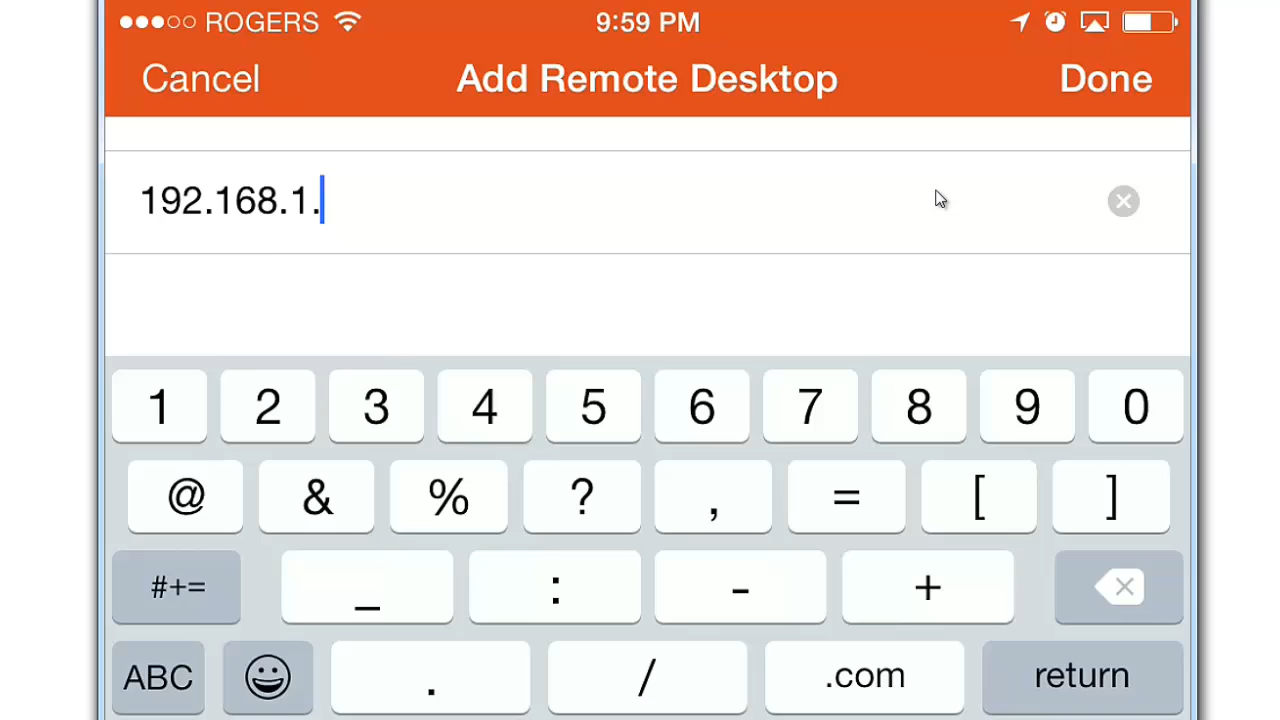 ROGERS 9:59 PM
Cancel Add Remote Desktop Done
192.168.1.
1 2 3 4 5 6 7 8 9 0
@ & % ? , = [ ]
#+= _ : - +
ABC . / .com return